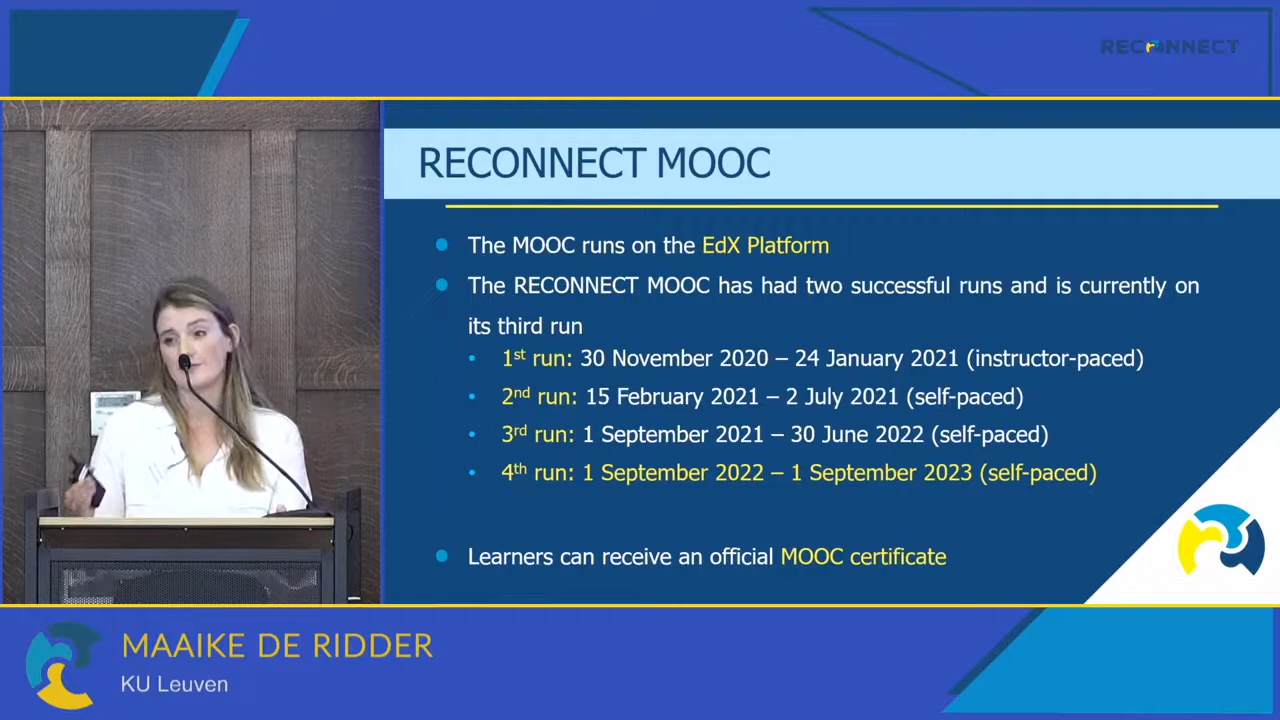 RECONNECT
RECONNECT MOOC
The MOOC runs on the EdX Platform
The RECONNECT MOOC has had two successful runs and is currently on
its third run
1st run: 30 November 2020 – 24 January 2021 (instructor-paced)
2nd run: 15 February 2021 – 2 July 2021 (self-paced)
3rd run: 1 September 2021 – 30 June 2022 (self-paced)
4th run: 1 September 2022 – 1 September 2023 (self-paced)
Learners can receive an official MOOC certificate
MAAIKE DE RIDDER
KU Leuven